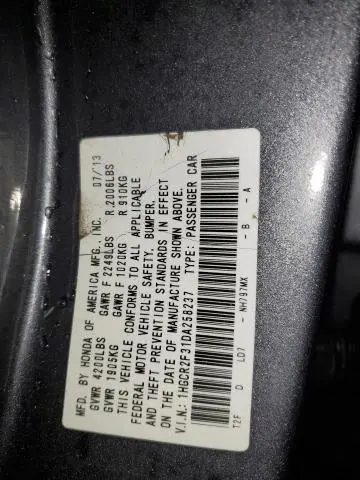 MFD. BY HONDA OF AMERICA MFG., INC. 07/13
GVWR 4200LBS GAWR F 2249LBS R 2006LBS
GVWR 1905KG GAWR F 1020KG R 910KG
THIS VEHICLE CONFORMS TO ALL APPLICABLE
FEDERAL MOTOR VEHICLE SAFETY, BUMPER,
AND THEFT PREVENTION STANDARDS IN EFFECT
ON THE DATE OF MANUFACTURE SHOWN ABOVE.
V.I.N.: 1HGCR2F31DA258237 TYPE: PASSENGER CAR
T2F D LD7 - NH797MX - B - A